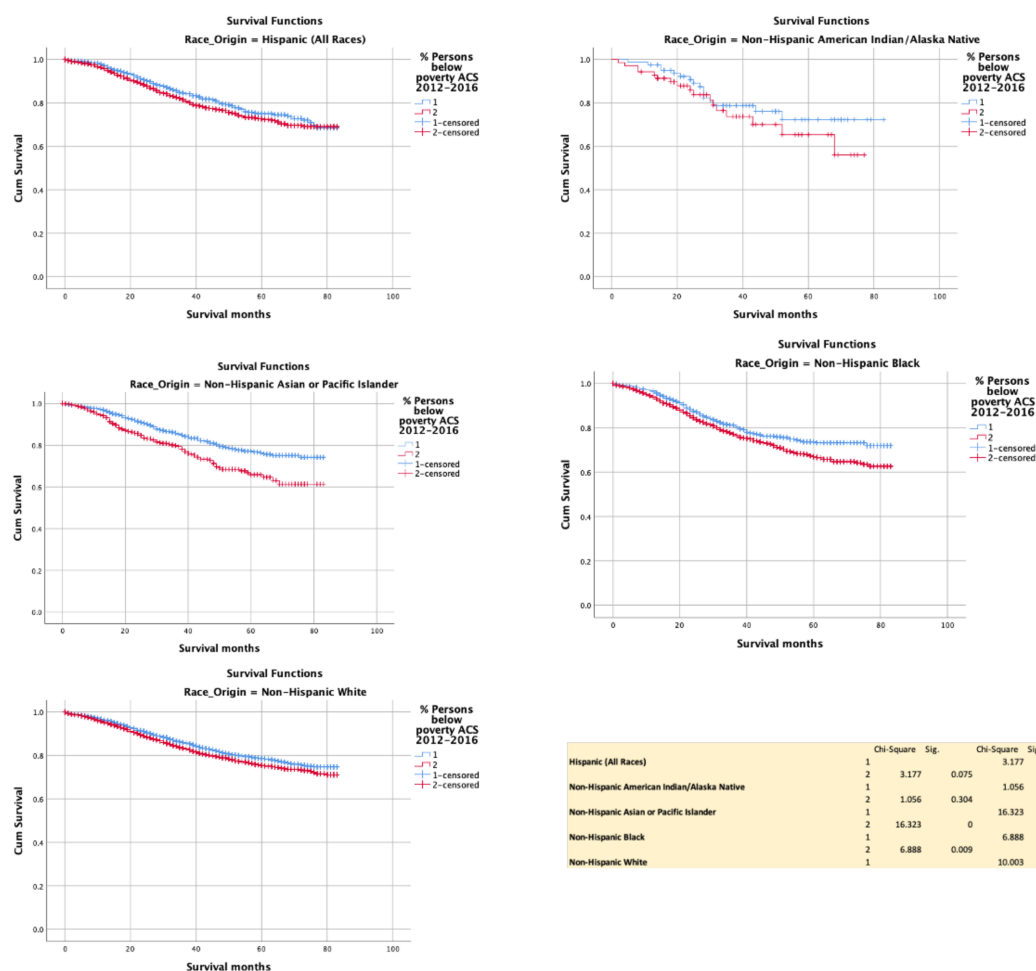 Survival Functions
Race_Origin = Hispanic (All Races)
% Persons
below
poverty ACS
2012-2016
1
2
1-censored
2-censored
Cum Survival
1.0
0.8
0.6
0.4
0.2
0.0
0 20 40 60 80 100
Survival months
Survival Functions
Race_Origin = Non-Hispanic American Indian/Alaska Native
% Persons
below
poverty ACS
2012-2016
1
2
1-censored
2-censored
Cum Survival
1.0
0.8
0.6
0.4
0.2
0.0
0 20 40 60 80 100
Survival months
Survival Functions
Race_Origin = Non-Hispanic Asian or Pacific Islander
% Persons
below
poverty ACS
2012-2016
1
2
1-censored
2-censored
Cum Survival
1.0
0.8
0.6
0.4
0.2
0.0
0 20 40 60 80 100
Survival months
Survival Functions
Race_Origin = Non-Hispanic Black
% Persons
below
poverty ACS
2012-2016
1
2
1-censored
2-censored
Cum Survival
1.0
0.8
0.6
0.4
0.2
0.0
0 20 40 60 80 100
Survival months
Survival Functions
Race_Origin = Non-Hispanic White
% Persons
below
poverty ACS
2012-2016
1
2
1-censored
2-censored
Cum Survival
1.0
0.8
0.6
0.4
0.2
0.0
0 20 40 60 80 100
Survival months
Chi-Square Sig. Chi-Square
Hispanic (All Races) 1 3.177
2 3.177 0.075
Non-Hispanic American Indian/Alaska Native 1 1.056
2 1.056 0.304
Non-Hispanic Asian or Pacific Islander 1 16.323
2 16.323 0
Non-Hispanic Black 1 6.888
2 6.888 0.009
Non-Hispanic White 1 10.003